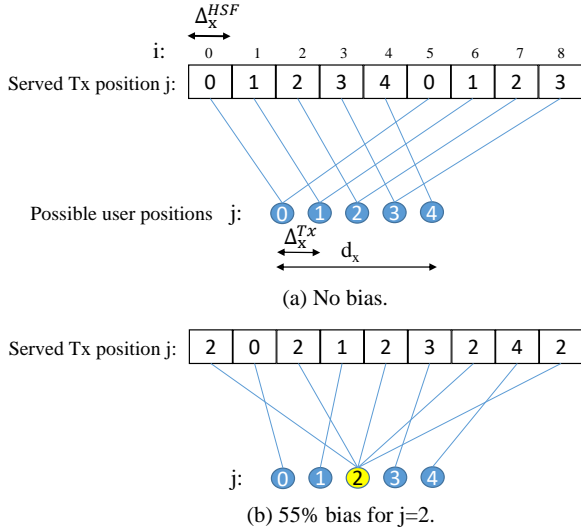 Δ_x^HSF
i: 0 1 2 3 4 5 6 7 8
Served Tx position j: 0 1 2 3 4 0 1 2 3
Possible user positions j: 0 1 2 3 4
Δ_x^Tx
d_x
(a) No bias.
Served Tx position j: 2 0 2 1 2 3 2 4 2
j: 0 1 2 3 4
(b) 55% bias for j=2.